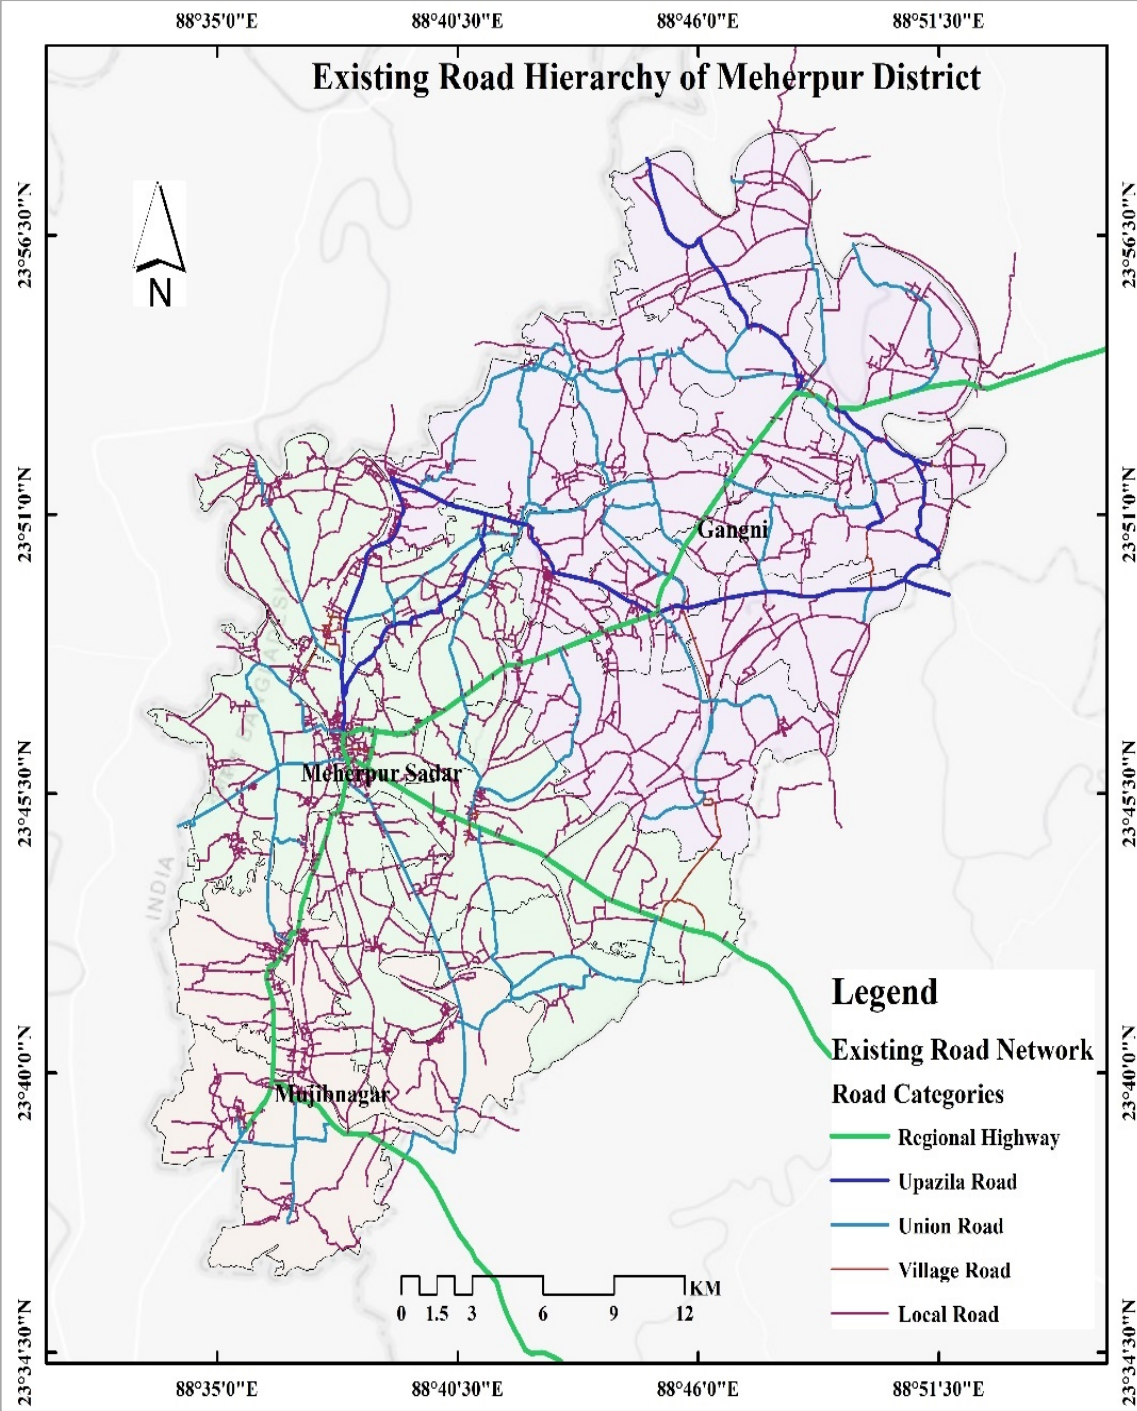 88°35'0"E 88°40'30"E 88°46'0"E 88°51'30"E
Existing Road Hierarchy of Meherpur District
23°56'30"N 23°56'30"N
N
23°51'0"N 23°51'0"N
Gangni
BANGLADESH
Meherpur Sadar
23°45'30"N 23°45'30"N
INDIA
Legend
Existing Road Network
23°40'0"N 23°40'0"N
Mujibnagar
Road Categories
Regional Highway
Upazila Road
Union Road
Village Road
Local Road
KM
0 1.5 3 6 9 12
23°34'30"N 23°34'30"N
88°35'0"E 88°40'30"E 88°46'0"E 88°51'30"E